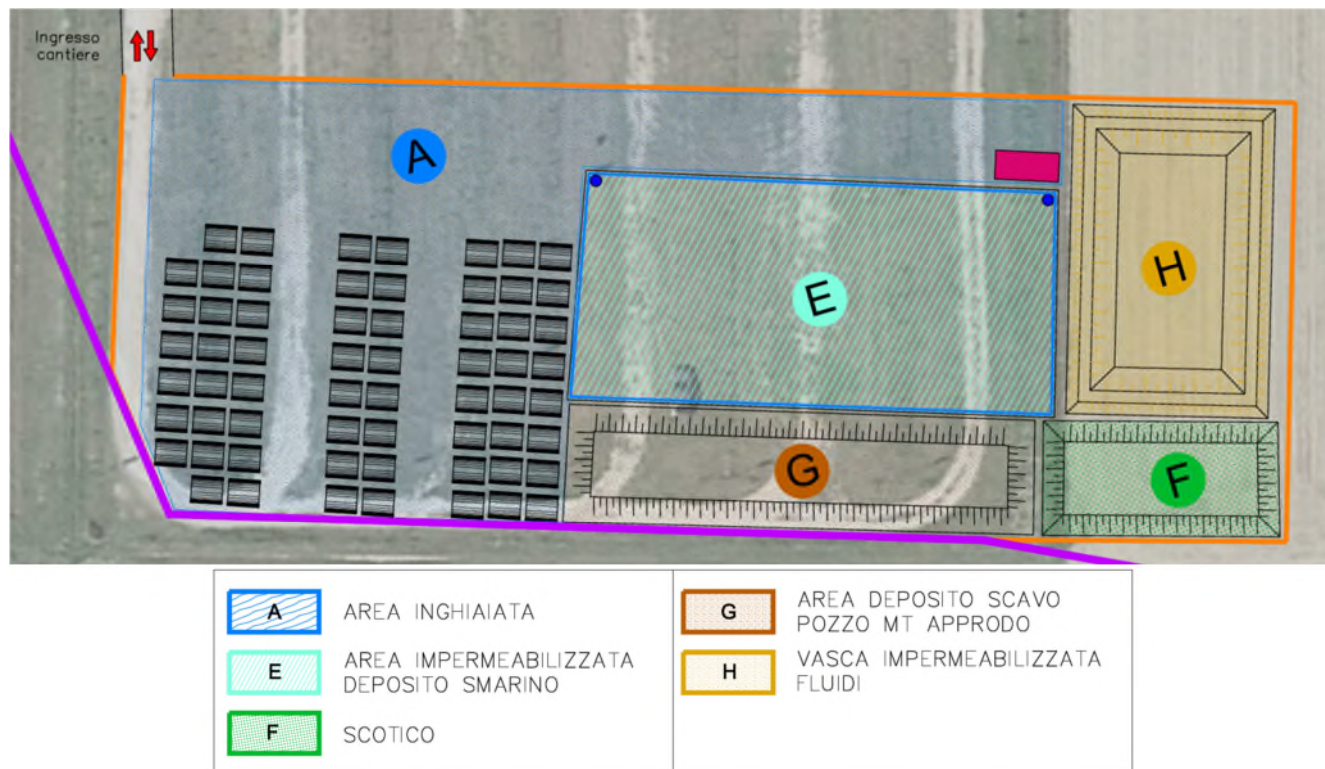 Ingresso
cantiere
A
E
H
G
F
A
AREA INGHIAIATA
E
AREA IMPERMEABILIZZATA
DEPOSITO SMARINO
F
SCOTICO
G
AREA DEPOSITO SCAVO
POZZO MT APPRODO
H
VASCA IMPERMEABILIZZATA
FLUIDI